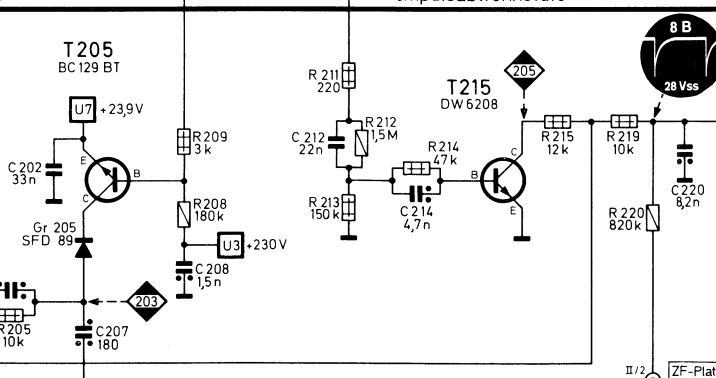 T205
BC 129 BT
U7
+23,9V
E
B
C
C202
33n
Gr 205
SFD 89
R209
3k
R208
180k
U3
+230V
C208
1,5n
203
R205
10k
C207
180
R211
220
C212
22n
R212
1,5M
R213
150k
R214
47k
C214
4,7n
T215
DW6208
C
B
E
205
R215
12k
R219
10k
8 B
28 Vss
C220
8,2n
R220
820k
II/2
ZF-Plat